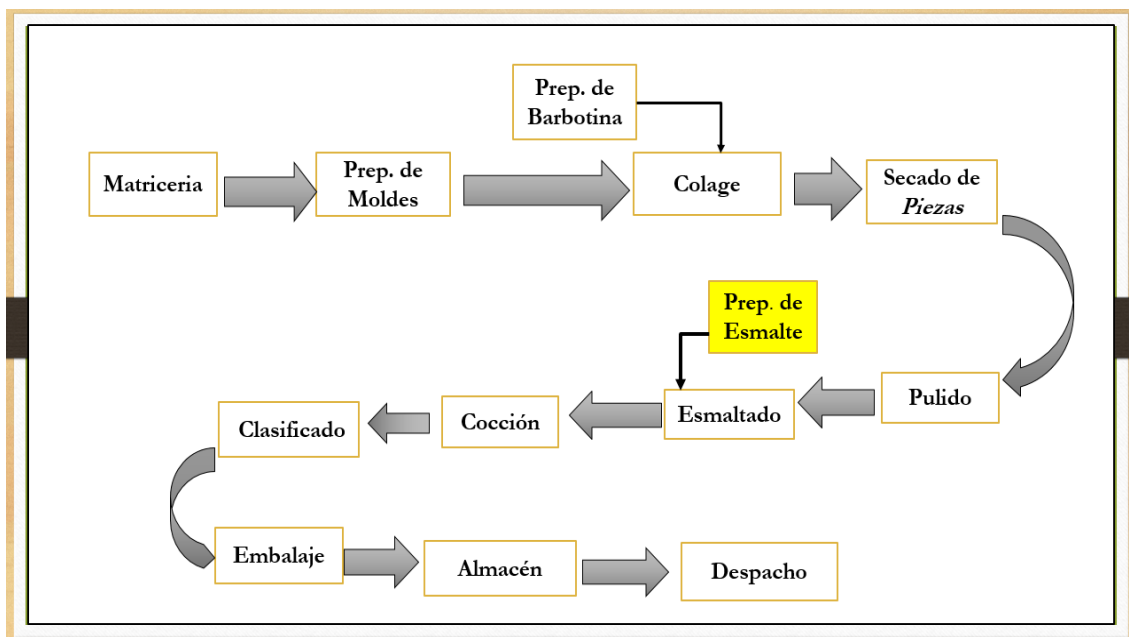 Prep. de
Barbotina
Matriceria
Prep. de
Moldes
Colage
Secado de
Piezas
Prep. de
Esmalte
Pulido
Esmaltado
Cocción
Clasificado
Embalaje
Almacén
Despacho